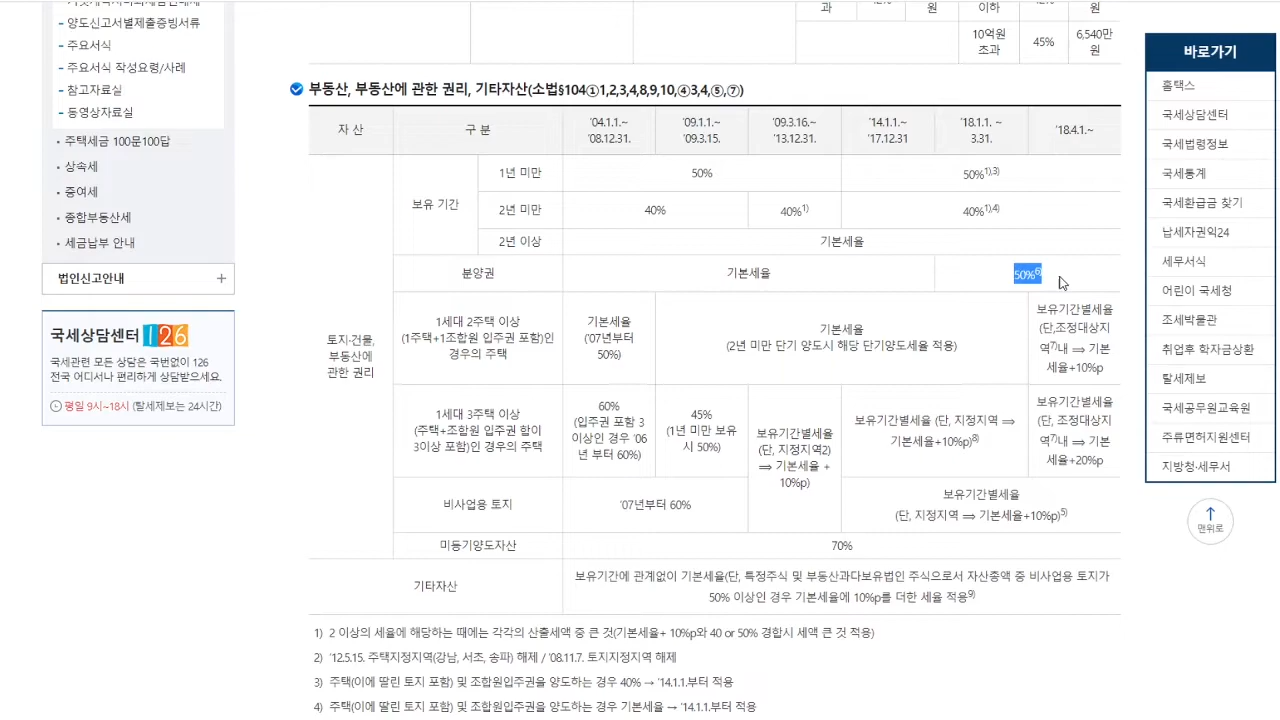 양도신고서별제출증빙서류
주요서식
주요서식 작성요령/사례
참고자료실
동영상자료실
주택세금 100문100답
상속세
증여세
종합부동산세
세금납부 안내
법인신고안내
국세상담센터 126
국세관련 모든 상담은 국번없이 126
전국 어디서나 편리하게 상담받으세요.
평일 9시~18시 (탈세제보는 24시간)
과
원
이하
원
10억원
초과
45%
6,540만
원
부동산, 부동산에 관한 권리, 기타자산(소법§104①1,2,3,4,8,9,10,④3,4,⑤,⑦)
자 산
구 분
'04.1.1.~
'08.12.31.
'09.1.1~
'09.3.15.
'09.3.16.~
'13.12.31.
'14.1.1.~
'17.12.31
'18.1.1. ~
3.31.
'18.4.1.~
토지·건물,
부동산에
관한 권리
보유 기간
1년 미만
50%
50%1),3)
2년 미만
40%
40%1)
40%1),4)
2년 이상
기본세율
분양권
기본세율
50%6)
1세대 2주택 이상
(1주택+1조합원 입주권 포함)인
경우의 주택
기본세율
('07년부터
50%)
기본세율
(2년 미만 단기 양도시 해당 단기양도세율 적용)
보유기간별세율
(단,조정대상지
역7)내 ⟹ 기본
세율+10%p
1세대 3주택 이상
(주택+조합원 입주권 합이
3이상 포함)인 경우의 주택
60%
(입주권 포함 3
이상인 경우 '06
년 부터 60%)
45%
(1년 미만 보유
시 50%)
보유기간별세율
(단, 지정지역2)
⟹ 기본세율 +
10%p)
보유기간별세율 (단, 지정지역 ⟹
기본세율+10%p)8)
보유기간별세율
(단, 조정대상지
역7)내 ⟹ 기본
세율+20%p
비사업용 토지
'07년부터 60%
보유기간별세율
(단, 지정지역 ⟹ 기본세율+10%p)5)
미등기양도자산
70%
기타자산
보유기간에 관계없이 기본세율(단, 특정주식 및 부동산과다보유법인 주식으로서 자산총액 중 비사업용 토지가
50% 이상인 경우 기본세율에 10%p를 더한 세율 적용9)
1) 2 이상의 세율에 해당하는 때에는 각각의 산출세액 중 큰 것(기본세율+ 10%p와 40 or 50% 경합시 세액 큰 것 적용)
2) '12.5.15. 주택지정지역(강남, 서초, 송파) 해제 / '08.11.7. 토지지정지역 해제
3) 주택(이에 딸린 토지 포함) 및 조합원입주권을 양도하는 경우 40% → '14.1.1.부터 적용
4) 주택(이에 딸린 토지 포함) 및 조합원입주권을 양도하는 경우 기본세율 → '14.1.1.부터 적용
바로가기
홈택스
국세상담센터
국세법령정보
국세통계
국세환급금 찾기
납세자권익24
세무서식
어린이 국세청
조세박물관
취업후 학자금상환
탈세제보
국세공무원교육원
주류면허지원센터
지방청·세무서
맨위로